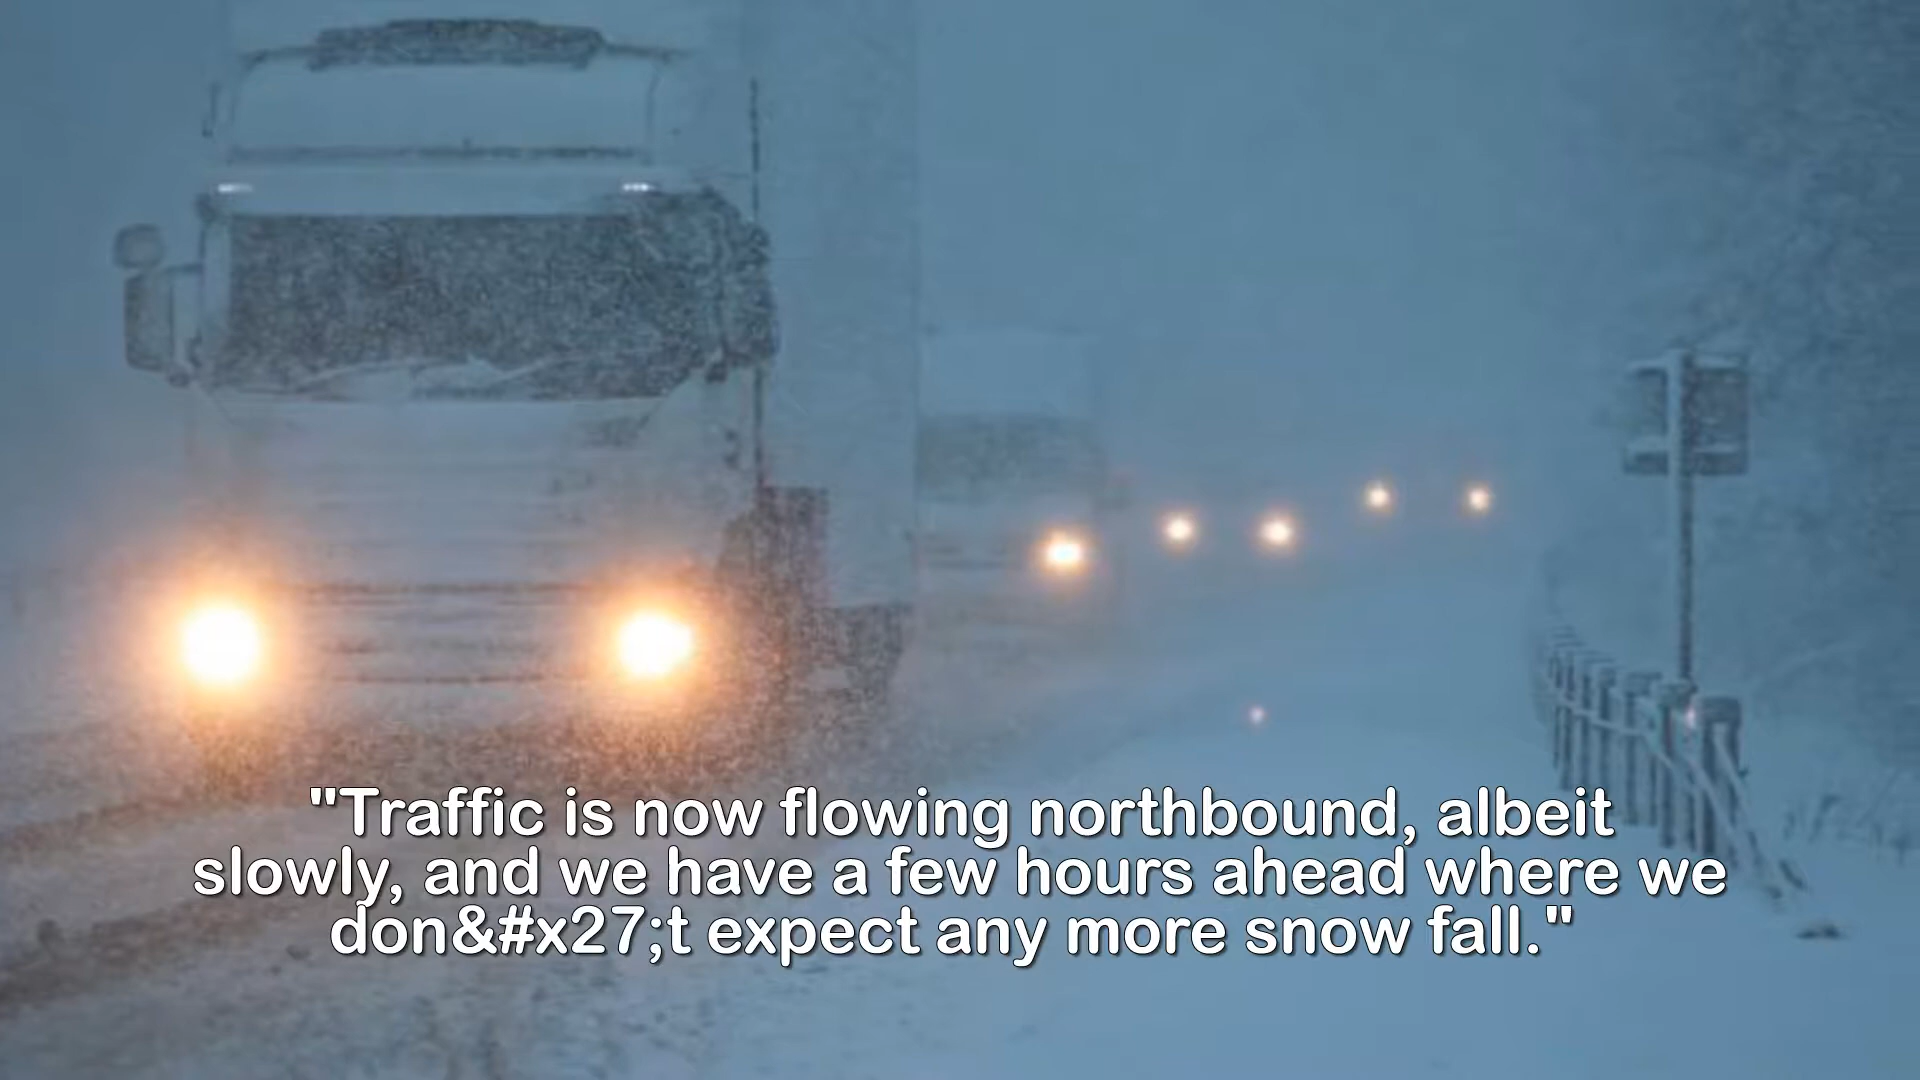 "Traffic is now flowing northbound, albeit
slowly, and we have a few hours ahead where we
don&#x27;t expect any more snow fall."